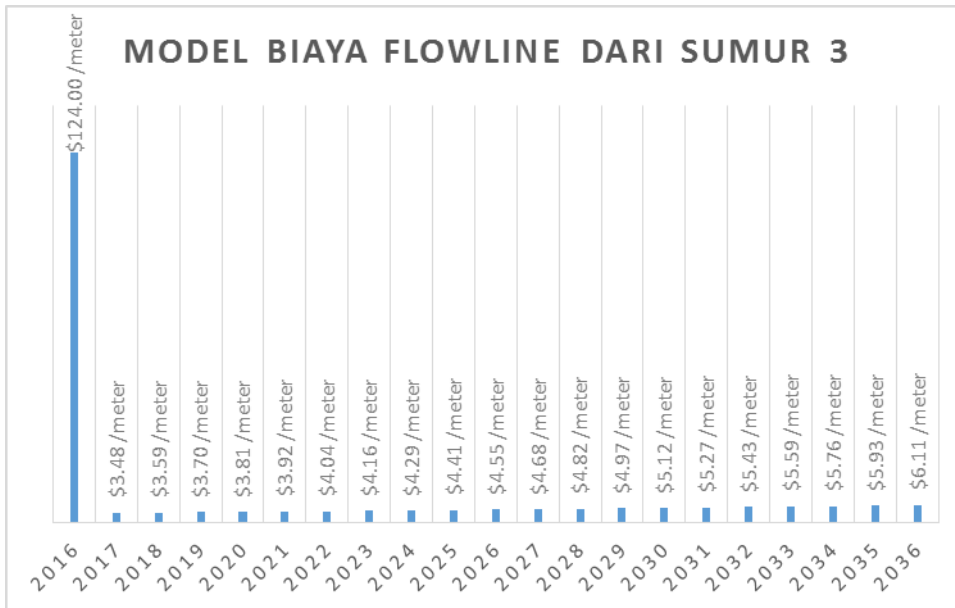 MODEL BIAYA FLOWLINE DARI SUMUR 3
$124.00 /meter
$3.48 /meter
$3.59 /meter
$3.70 /meter
$3.81 /meter
$3.92 /meter
$4.04 /meter
$4.16 /meter
$4.29 /meter
$4.41 /meter
$4.55 /meter
$4.68 /meter
$4.82 /meter
$4.97 /meter
$5.12 /meter
$5.27 /meter
$5.43 /meter
$5.59 /meter
$5.76 /meter
$5.93 /meter
$6.11 /meter
2016
2017
2018
2019
2020
2021
2022
2023
2024
2025
2026
2027
2028
2029
2030
2031
2032
2033
2034
2035
2036